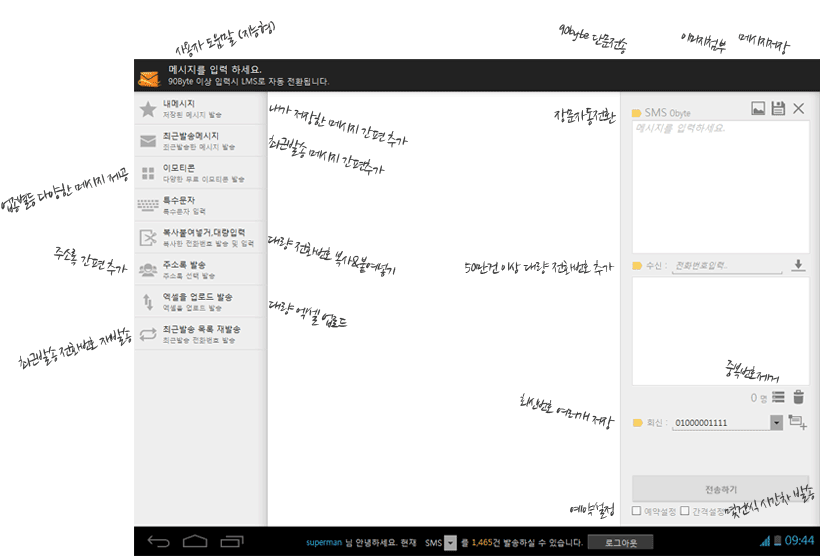 사용자 도움말 (지능형)
90byte 단문전송
이미지첨부
메시지저장
메시지를 입력 하세요.
90Byte 이상 입력시 LMS로 자동 전환됩니다.
내메시지
저장된 메시지 발송
내가 저장한 메시지 간편 추가
장문자동전환
SMS 0byte
메시지를 입력하세요.
최근발송메시지
최근발송한 메시지 발송
최근발송 메시지 간편추가
업종별등 다양한 메시지 제공
이모티콘
다양한 무료 이모티콘 발송
특수문자
특수문자 입력
복사붙여넣거,대량입력
복사한 전화번호 발송 및 입력
대량 전화번호 복사&붙여넣기
주소록 간편 추가
주소록 발송
주소록 선택 발송
50만건 이상 대량 전화번호 추가
수신 :
전화번호입력..
엑셀을 업로드 발송
엑셀을 업로드 발송
대량 엑셀 업로드
최근발송 전화번호 재발송
최근발송 목록 재발송
최근발송 전화번호 발송
중복번호제거
0 명
회신번호 여러개 저장
회신 :
01000001111
전송하기
예약설정
몇건씩 시간차 발송
예약설정
간격설정
superman 님 안녕하세요. 현재 SMS 를 1,465건 발송하실 수 있습니다.
로그아웃
09:44